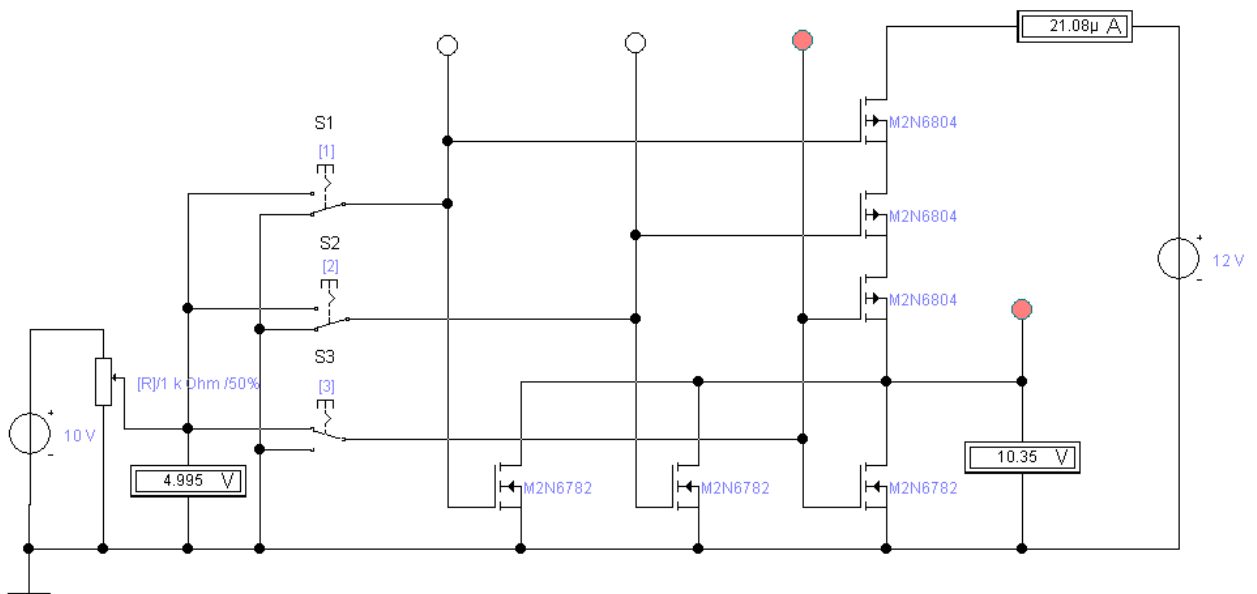 21.08µ A
S1
[1]
M2N6804
S2
[2]
M2N6804
12 V
+
-
M2N6804
S3
[3]
[R]/1 k Ohm /50%
+
10 V
-
4.995 V
M2N6782
M2N6782
M2N6782
10.35 V